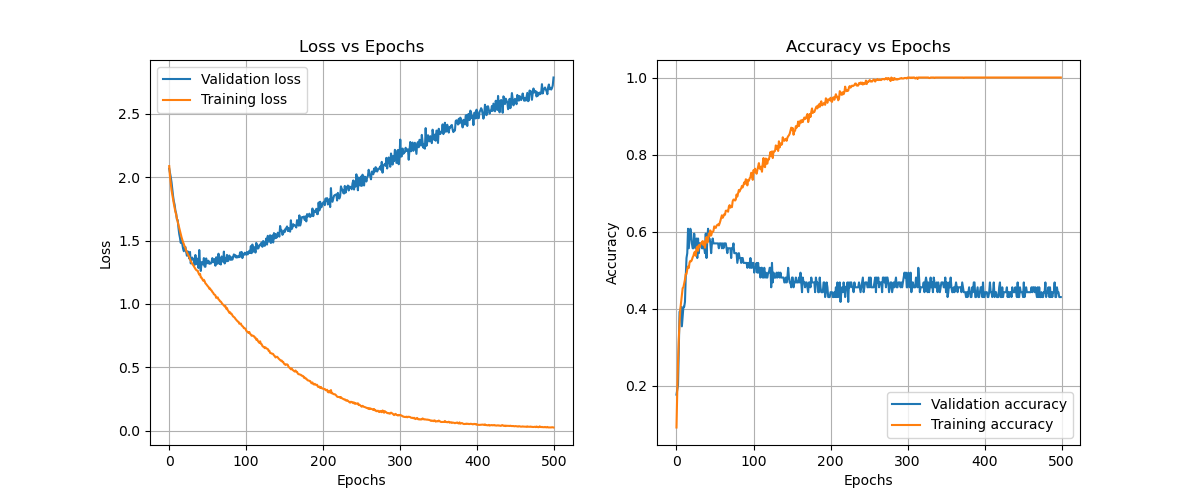 Loss vs Epochs
Validation loss
Training loss
2.5
2.0
1.5
1.0
0.5
0.0
Loss
0 100 200 300 400 500
Epochs
Accuracy vs Epochs
1.0
0.8
0.6
0.4
0.2
Accuracy
Validation accuracy
Training accuracy
0 100 200 300 400 500
Epochs